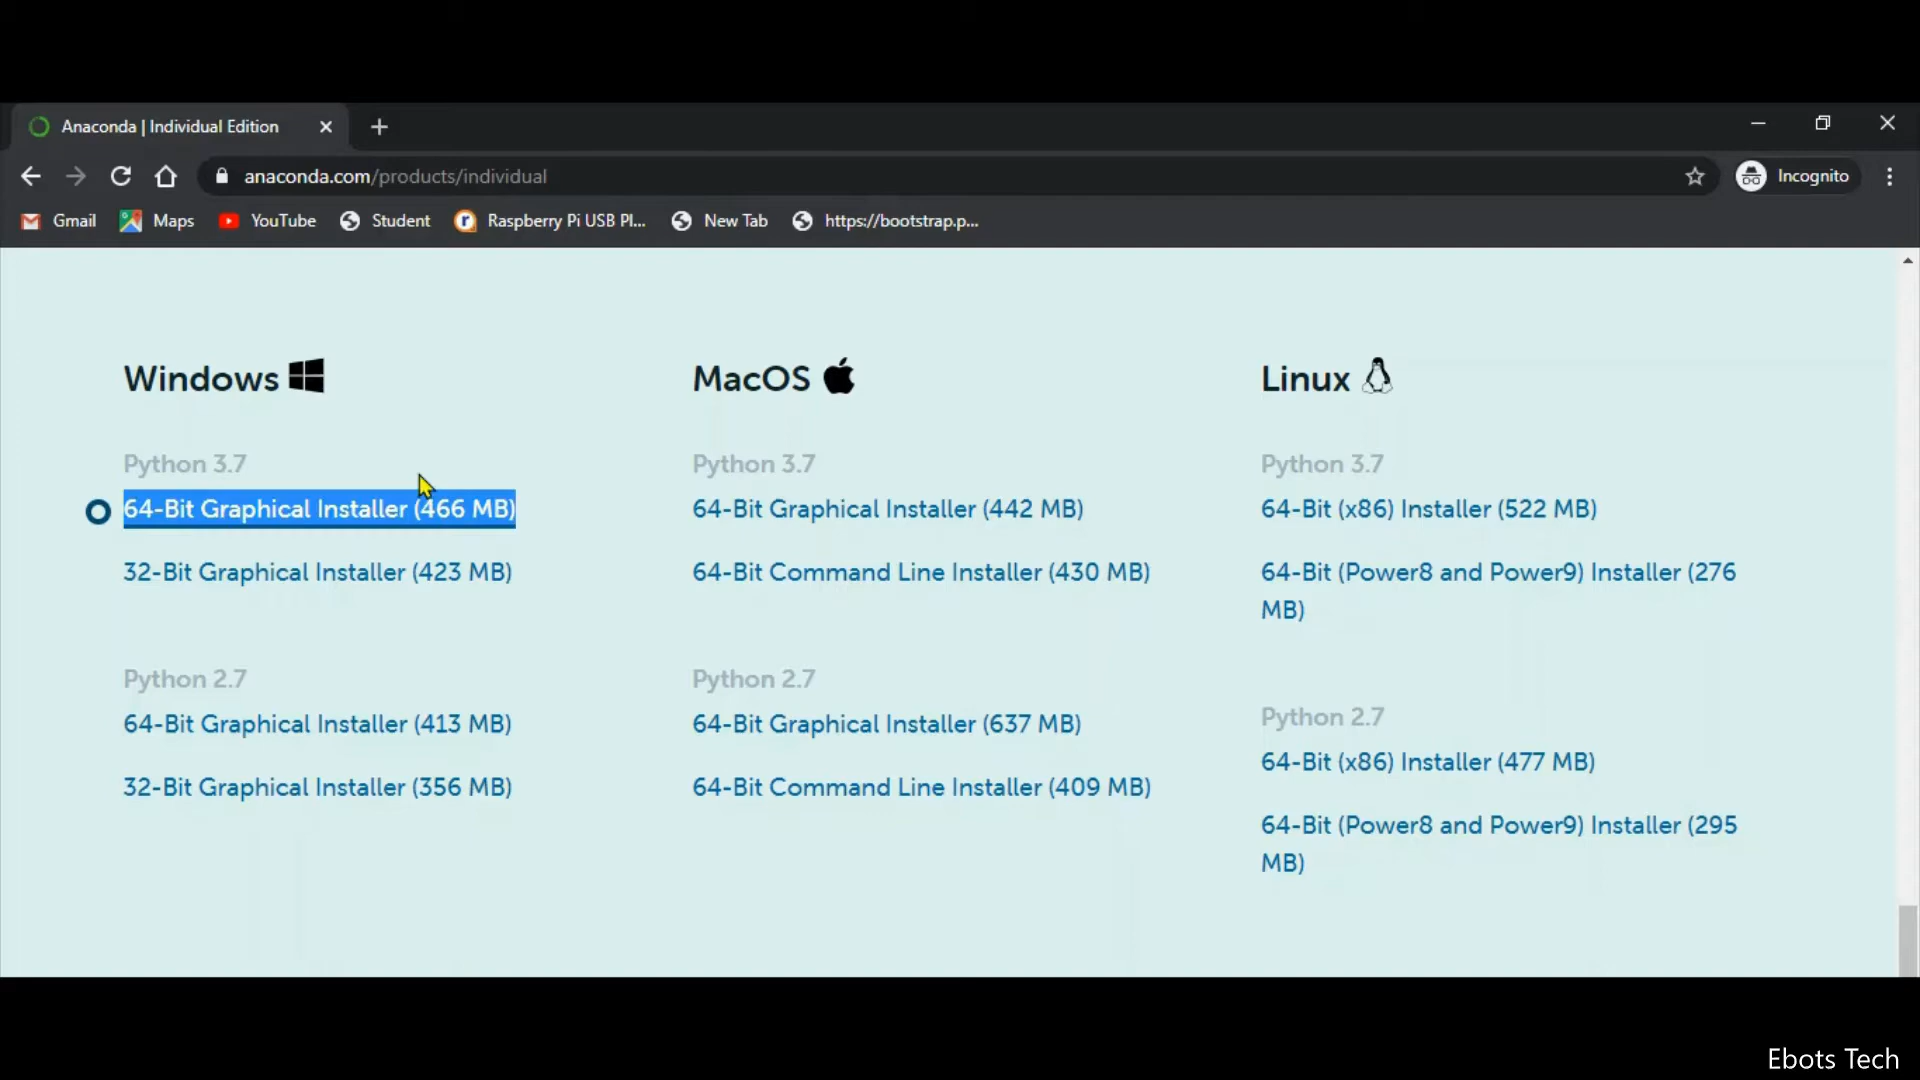 Anaconda | Individual Edition
anaconda.com/products/individual
Incognito
Gmail
Maps
YouTube
Student
Raspberry Pi USB Pl...
New Tab
https://bootstrap.p...
Windows
Python 3.7
64-Bit Graphical Installer (466 MB)
32-Bit Graphical Installer (423 MB)
Python 2.7
64-Bit Graphical Installer (413 MB)
32-Bit Graphical Installer (356 MB)
MacOS
Python 3.7
64-Bit Graphical Installer (442 MB)
64-Bit Command Line Installer (430 MB)
Python 2.7
64-Bit Graphical Installer (637 MB)
64-Bit Command Line Installer (409 MB)
Linux
Python 3.7
64-Bit (x86) Installer (522 MB)
64-Bit (Power8 and Power9) Installer (276
MB)
Python 2.7
64-Bit (x86) Installer (477 MB)
64-Bit (Power8 and Power9) Installer (295
MB)
Ebots Tech